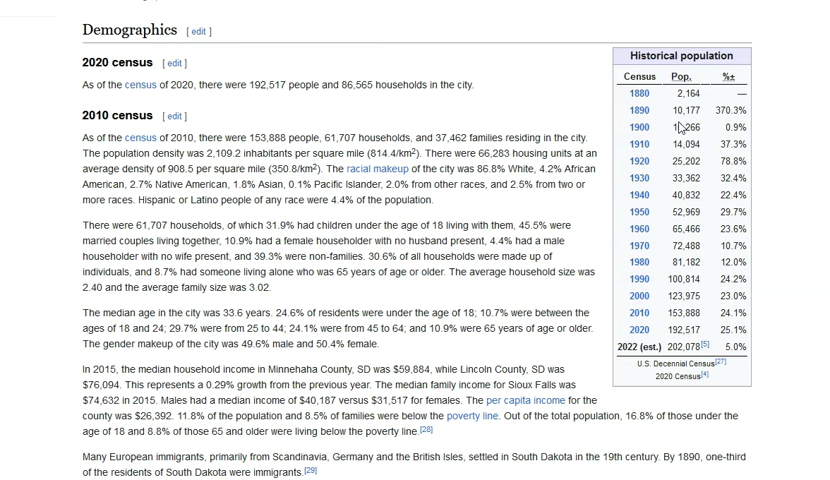 Demographics [ edit ]
2020 census [ edit ]
As of the census of 2020, there were 192,517 people and 86,565 households in the city.
2010 census [ edit ]
As of the census of 2010, there were 153,888 people, 61,707 households, and 37,462 families residing in the city.
The population density was 2,109.2 inhabitants per square mile (814.4/km2). There were 66,283 housing units at an
average density of 908.5 per square mile (350.8/km2). The racial makeup of the city was 86.8% White, 4.2% African
American, 2.7% Native American, 1.8% Asian, 0.1% Pacific Islander, 2.0% from other races, and 2.5% from two or
more races. Hispanic or Latino people of any race were 4.4% of the population.
There were 61,707 households, of which 31.9% had children under the age of 18 living with them, 45.5% were
married couples living together, 10.9% had a female householder with no husband present, 4.4% had a male
householder with no wife present, and 39.3% were non-families. 30.6% of all households were made up of
individuals, and 8.7% had someone living alone who was 65 years of age or older. The average household size was
2.40 and the average family size was 3.02.
The median age in the city was 33.6 years. 24.6% of residents were under the age of 18; 10.7% were between the
ages of 18 and 24; 29.7% were from 25 to 44; 24.1% were from 45 to 64; and 10.9% were 65 years of age or older.
The gender makeup of the city was 49.6% male and 50.4% female.
In 2015, the median household income in Minnehaha County, SD was $59,884, while Lincoln County, SD was
$76,094. This represents a 0.29% growth from the previous year. The median family income for Sioux Falls was
$74,632 in 2015. Males had a median income of $40,187 versus $31,517 for females. The per capita income for the
county was $26,392. 11.8% of the population and 8.5% of families were below the poverty line. Out of the total population, 16.8% of those under the
age of 18 and 8.8% of those 65 and older were living below the poverty line.[28]
Many European immigrants, primarily from Scandinavia, Germany and the British Isles, settled in South Dakota in the 19th century. By 1890, one-third
of the residents of South Dakota were immigrants.[29]
Historical population
Census Pop. %±
1880 2,164 —
1890 10,177 370.3%
1900 0.9%
1910 14,094 37.3%
1920 25,202 78.8%
1930 33,362 32.4%
1940 40,832 22.4%
1950 52,969 29.7%
1960 65,466 23.6%
1970 72,488 10.7%
1980 81,182 12.0%
1990 100,814 24.2%
2000 123,975 23.0%
2010 153,888 24.1%
2020 192,517 25.1%
2022 (est.) 202,078[5] 5.0%
U.S. Decennial Census[27]
2020 Census[4]